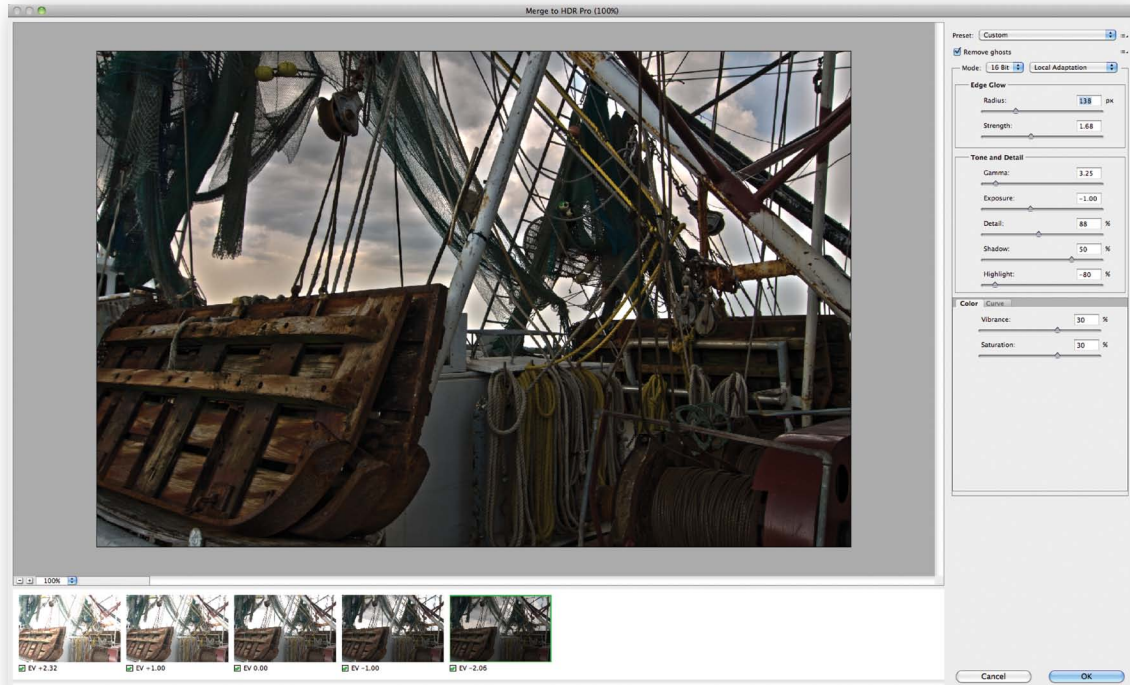 Merge to HDR Pro (100%)
Preset: Custom
Remove ghosts
Mode: 16 Bit Local Adaptation
Edge Glow
Radius: 138 px
Strength: 1.68
Tone and Detail
Gamma: 3.25
Exposure: -1.00
Detail: 88 %
Shadow: 50 %
Highlight: -80 %
Color Curve
Vibrance: 30 %
Saturation: 30 %
100%
EV +2.32 EV +1.00 EV 0.00 EV -1.00 EV -2.06
Cancel OK